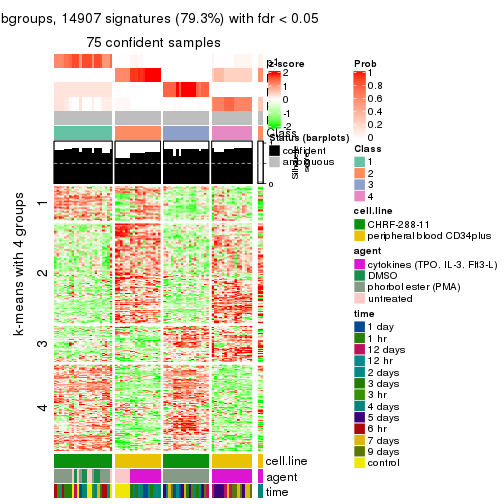 bgroups, 14907 signatures (79.3%) with fdr < 0.05
75 confident samples
z-score
2
1
0
-1
-2
Prob
1
0.8
0.6
0.4
0.2
0
Class
Status (barplots)
confident
ambiguous
1
0
Class
1
2
3
4
cell.line
CHRF-288-11
peripheral blood CD34plus
agent
cytokines (TPO, IL-3, Flt3-L)
DMSO
phorbol ester (PMA)
untreated
time
1 day
1 hr
12 days
12 hr
2 days
3 days
3 hr
4 days
5 days
6 hr
7 days
9 days
control
k-means with 4 groups
1
2
3
4
cell.line
agent
time